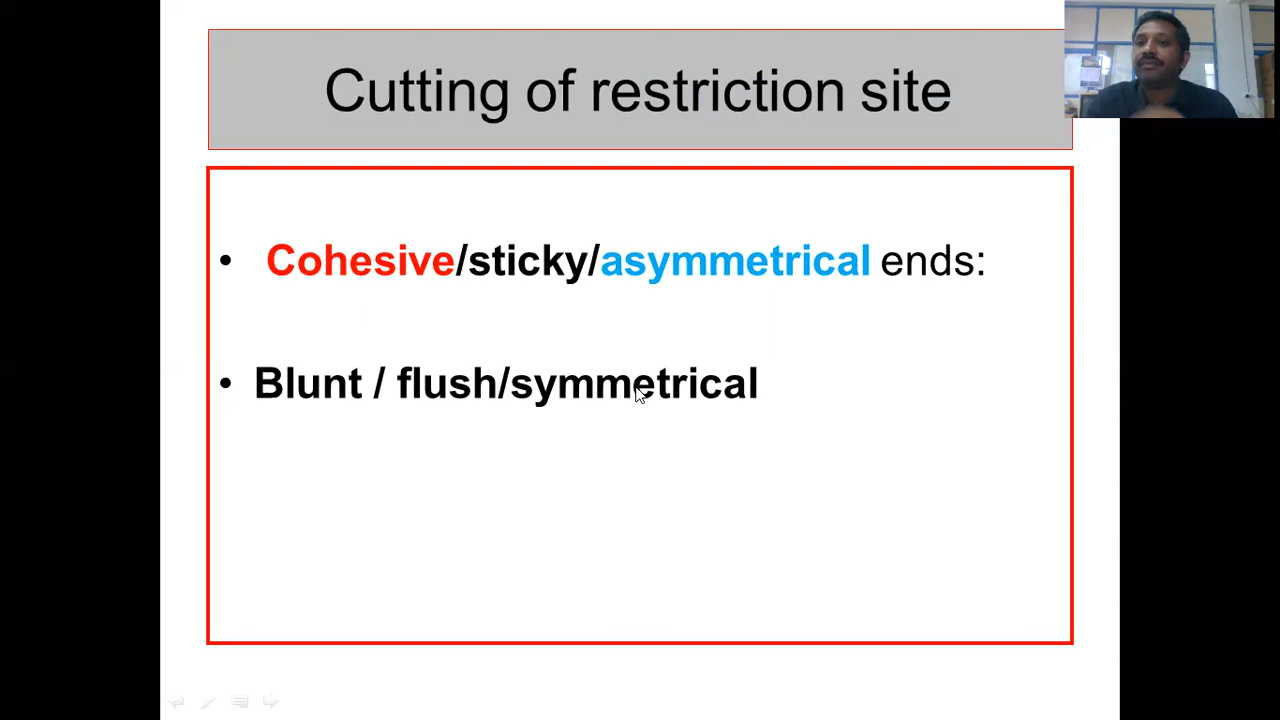 Cutting of restriction site
• Cohesive/sticky/asymmetrical ends:
• Blunt / flush/symmetrical